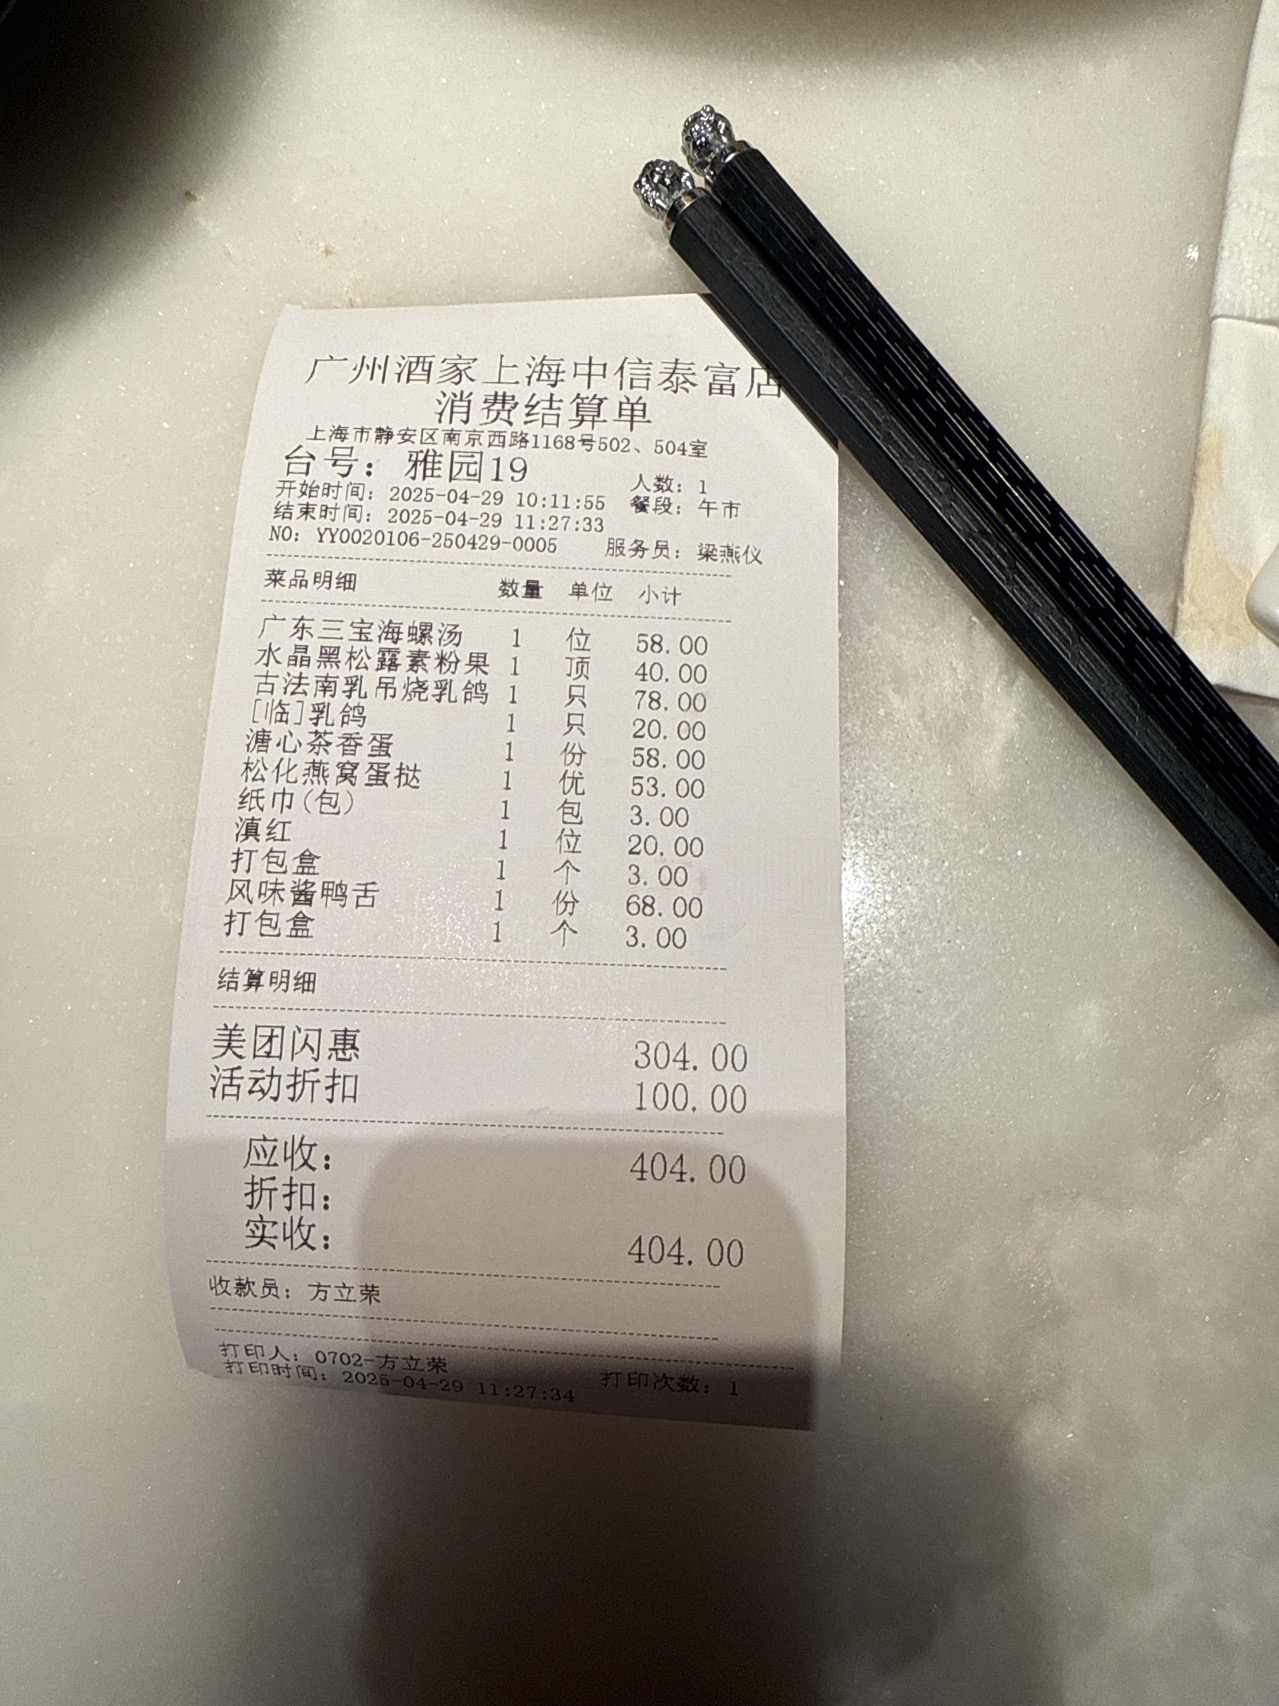 广州酒家上海中信泰富店
消费结算单
上海市静安区南京西路1168号502、504室
台号：雅园19
人数：1
开始时间：2025-04-29 10:11:55 餐段：午市
结束时间：2025-04-29 11:27:33
NO：YY0020106-250429-0005 服务员：梁燕仪
菜品明细 数量 单位 小计
广东三宝海螺汤 1 位 58.00
水晶黑松露素粉果 1 顶 40.00
古法南乳吊烧乳鸽 1 只 78.00
[临]乳鸽 1 只 20.00
溏心茶香蛋 1 份 58.00
松化燕窝蛋挞 1 优 53.00
纸巾(包) 1 包 3.00
滇红 1 位 20.00
打包盒 1 个 3.00
风味酱鸭舌 1 份 68.00
打包盒 1 个 3.00
结算明细
美团闪惠 304.00
活动折扣 100.00
应收： 404.00
折扣：
实收： 404.00
收款员：方立荣
打印人：0702-方立荣
打印时间：2025-04-29 11:27:34 打印次数：1